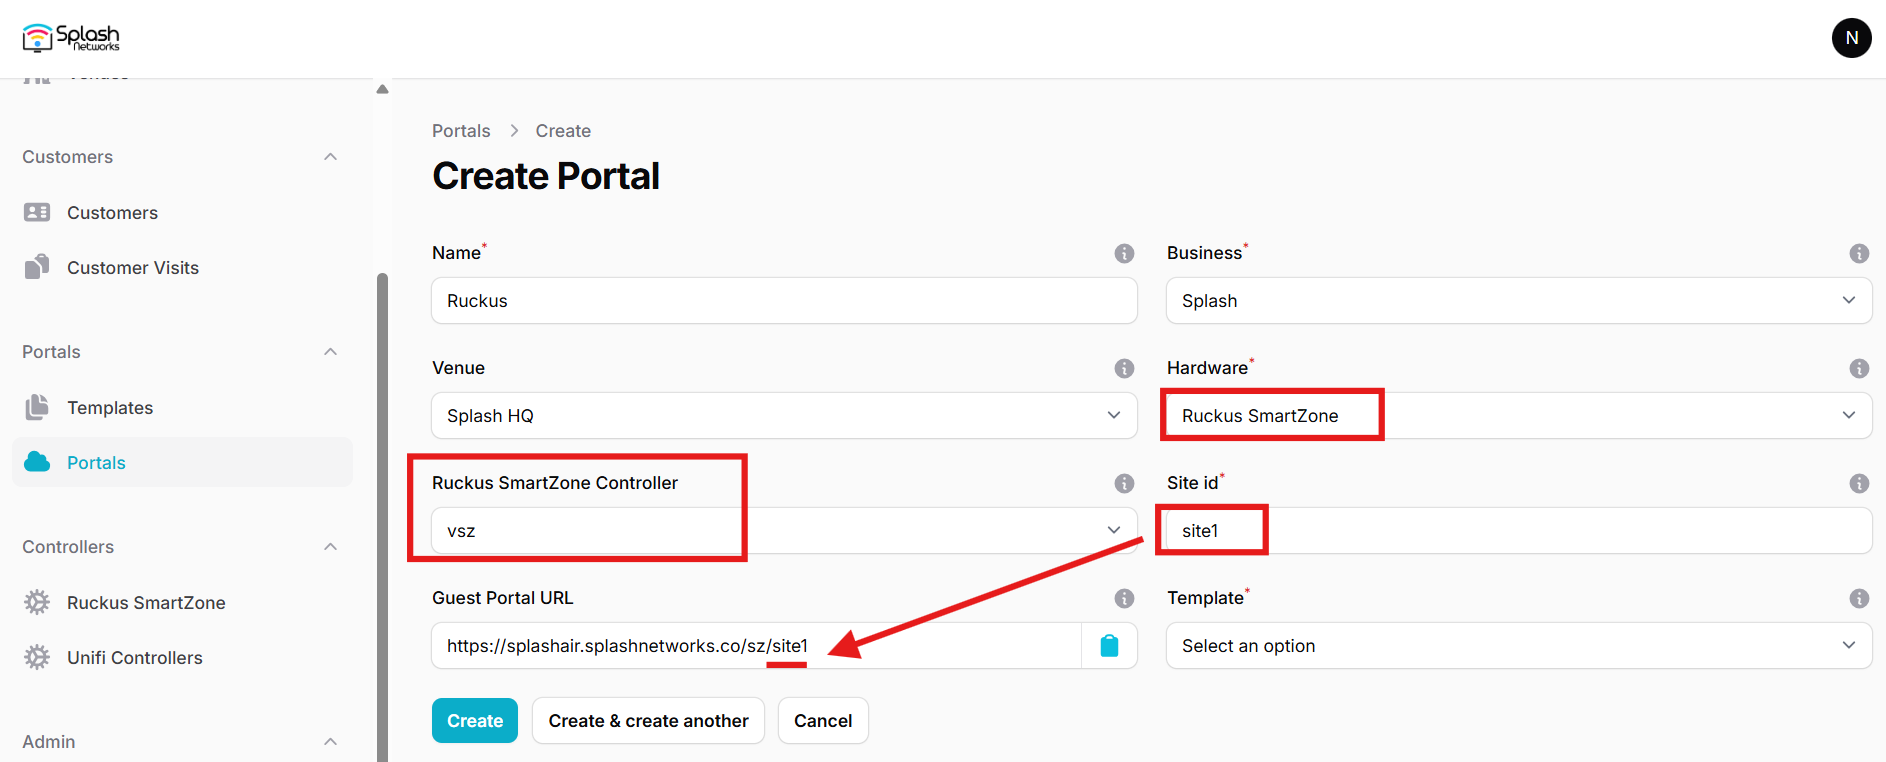 Splash
Networks
N
Customers
Customers
Customer Visits
Portals
Templates
Portals
Controllers
Ruckus SmartZone
Unifi Controllers
Admin
Portals > Create
Create Portal
Name*
Business*
Ruckus
Splash
Venue
Hardware*
Splash HQ
Ruckus SmartZone
Ruckus SmartZone Controller
Site id*
vsz
site1
Guest Portal URL
Template*
https://splashair.splashnetworks.co/sz/site1
Select an option
Create
Create & create another
Cancel